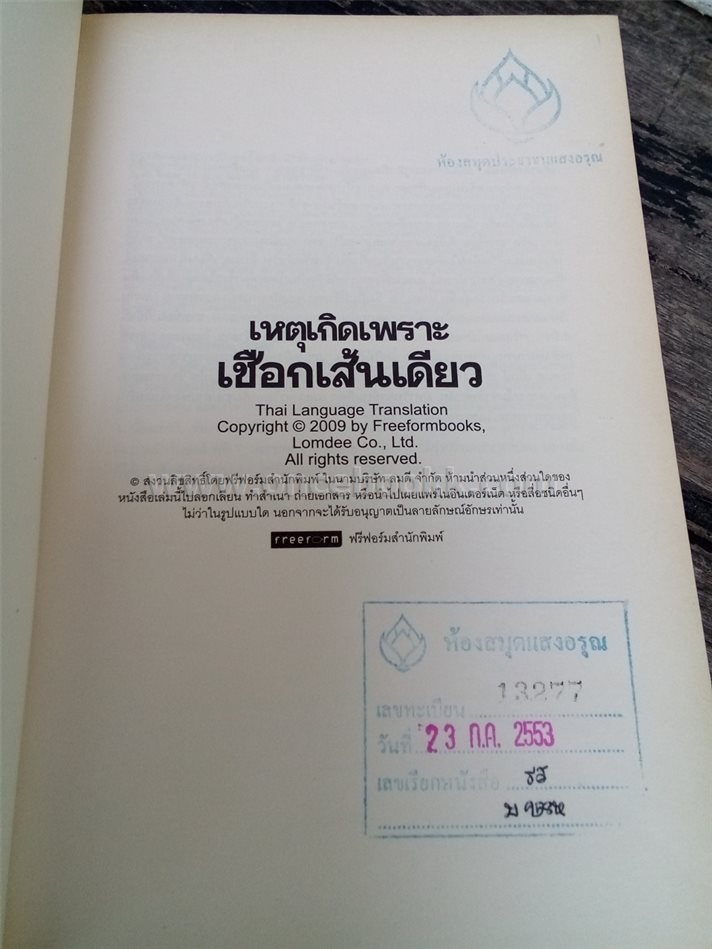 ห้องสมุดประชาชนแสงอรุณ
เหตุเกิดเพราะ
เชือกเส้นเดียว
Thai Language Translation
Copyright © 2009 by Freeformbooks,
Lomdee Co., Ltd.
All rights reserved.
© สงวนลิขสิทธิ์โดยฟรีฟอร์มสำนักพิมพ์ ในนามบริษัท ลมดี จำกัด ห้ามนำส่วนหนึ่งส่วนใดของ
หนังสือเล่มนี้ไปลอกเลียน ทำสำเนา ถ่ายเอกสาร หรือนำไปเผยแพร่ในอินเตอร์เน็ต หรือสื่อชนิดอื่นๆ
ไม่ว่าในรูปแบบใด นอกจากจะได้รับอนุญาตเป็นลายลักษณ์อักษรเท่านั้น
freeform ฟรีฟอร์มสำนักพิมพ์
ห้องสมุดแสงอรุณ
เลขทะเบียน 13277
วันที่ 23 ก.ค. 2553
เลขเรียกหนังสือ รส